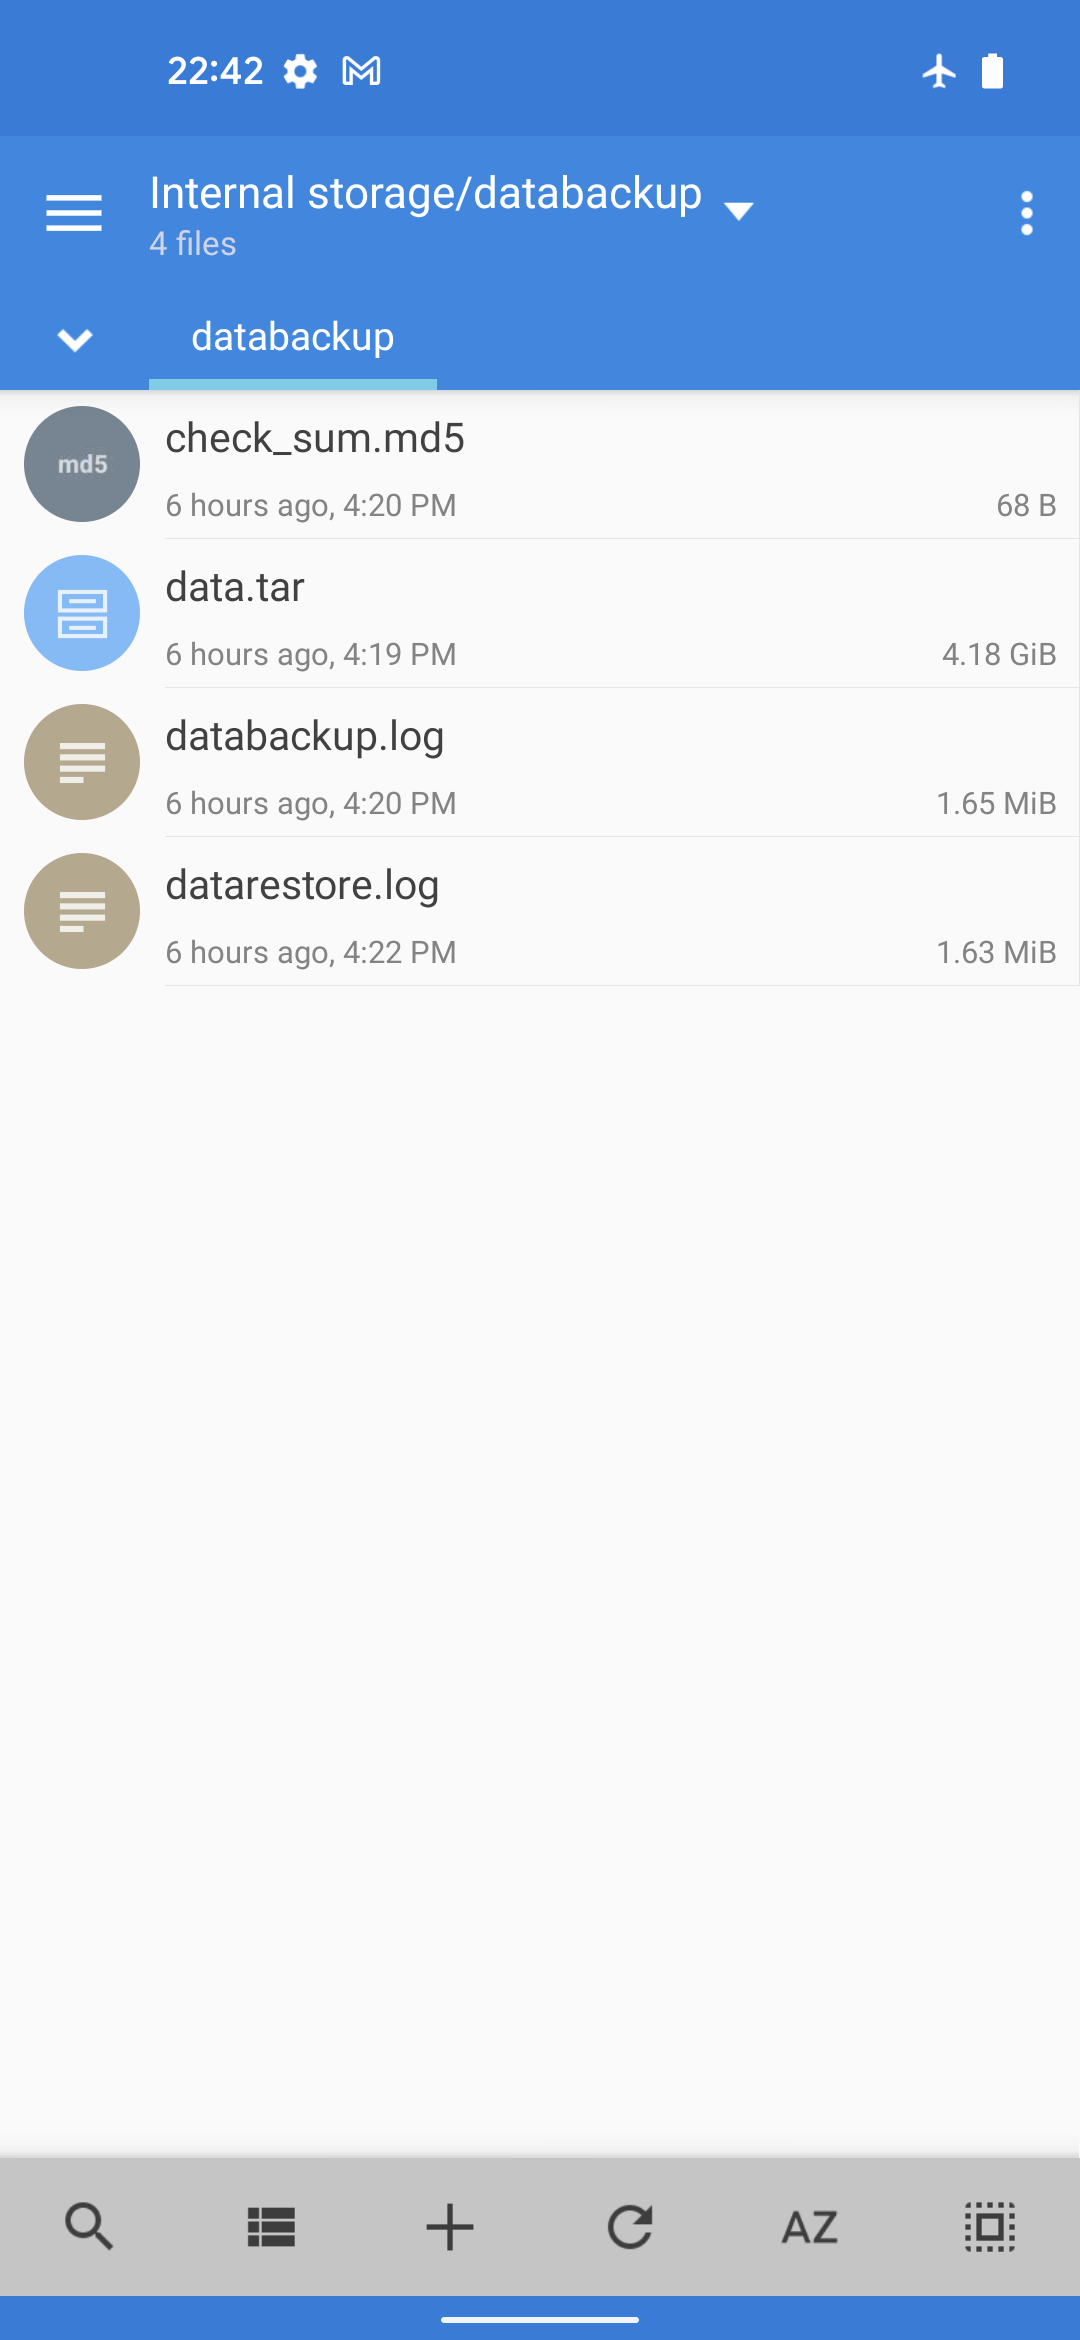 22:42
Internal storage/databackup
4 files
databackup
md5
check_sum.md5
6 hours ago, 4:20 PM 68 B
data.tar
6 hours ago, 4:19 PM 4.18 GiB
databackup.log
6 hours ago, 4:20 PM 1.65 MiB
datarestore.log
6 hours ago, 4:22 PM 1.63 MiB
AZ